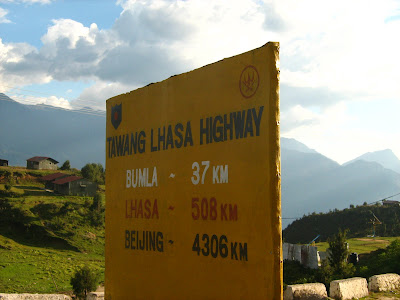 TAWANG LHASA HIGHWAY
BUMLA ~ 37 KM
LHASA ~ 508 KM
BEIJING ~ 4306 KM